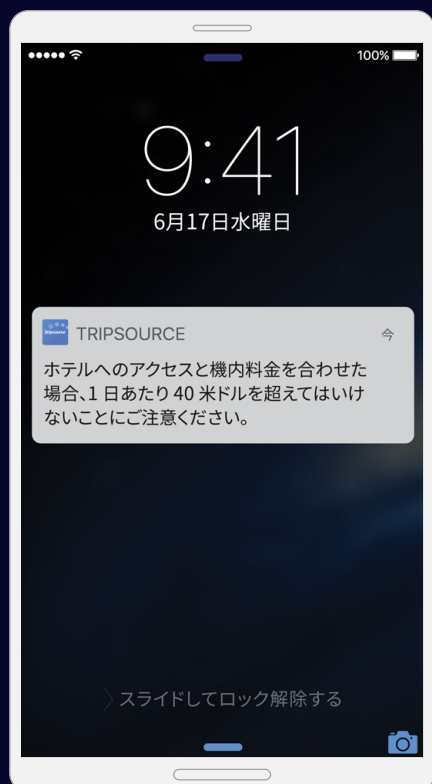 100%
9:41
6月17日水曜日
TRIPSOURCE
今
ホテルへのアクセスと機内料金を合わせた
場合、1 日あたり 40 米ドルを超えてはいけ
ないことにご注意ください。
スライドしてロック解除する